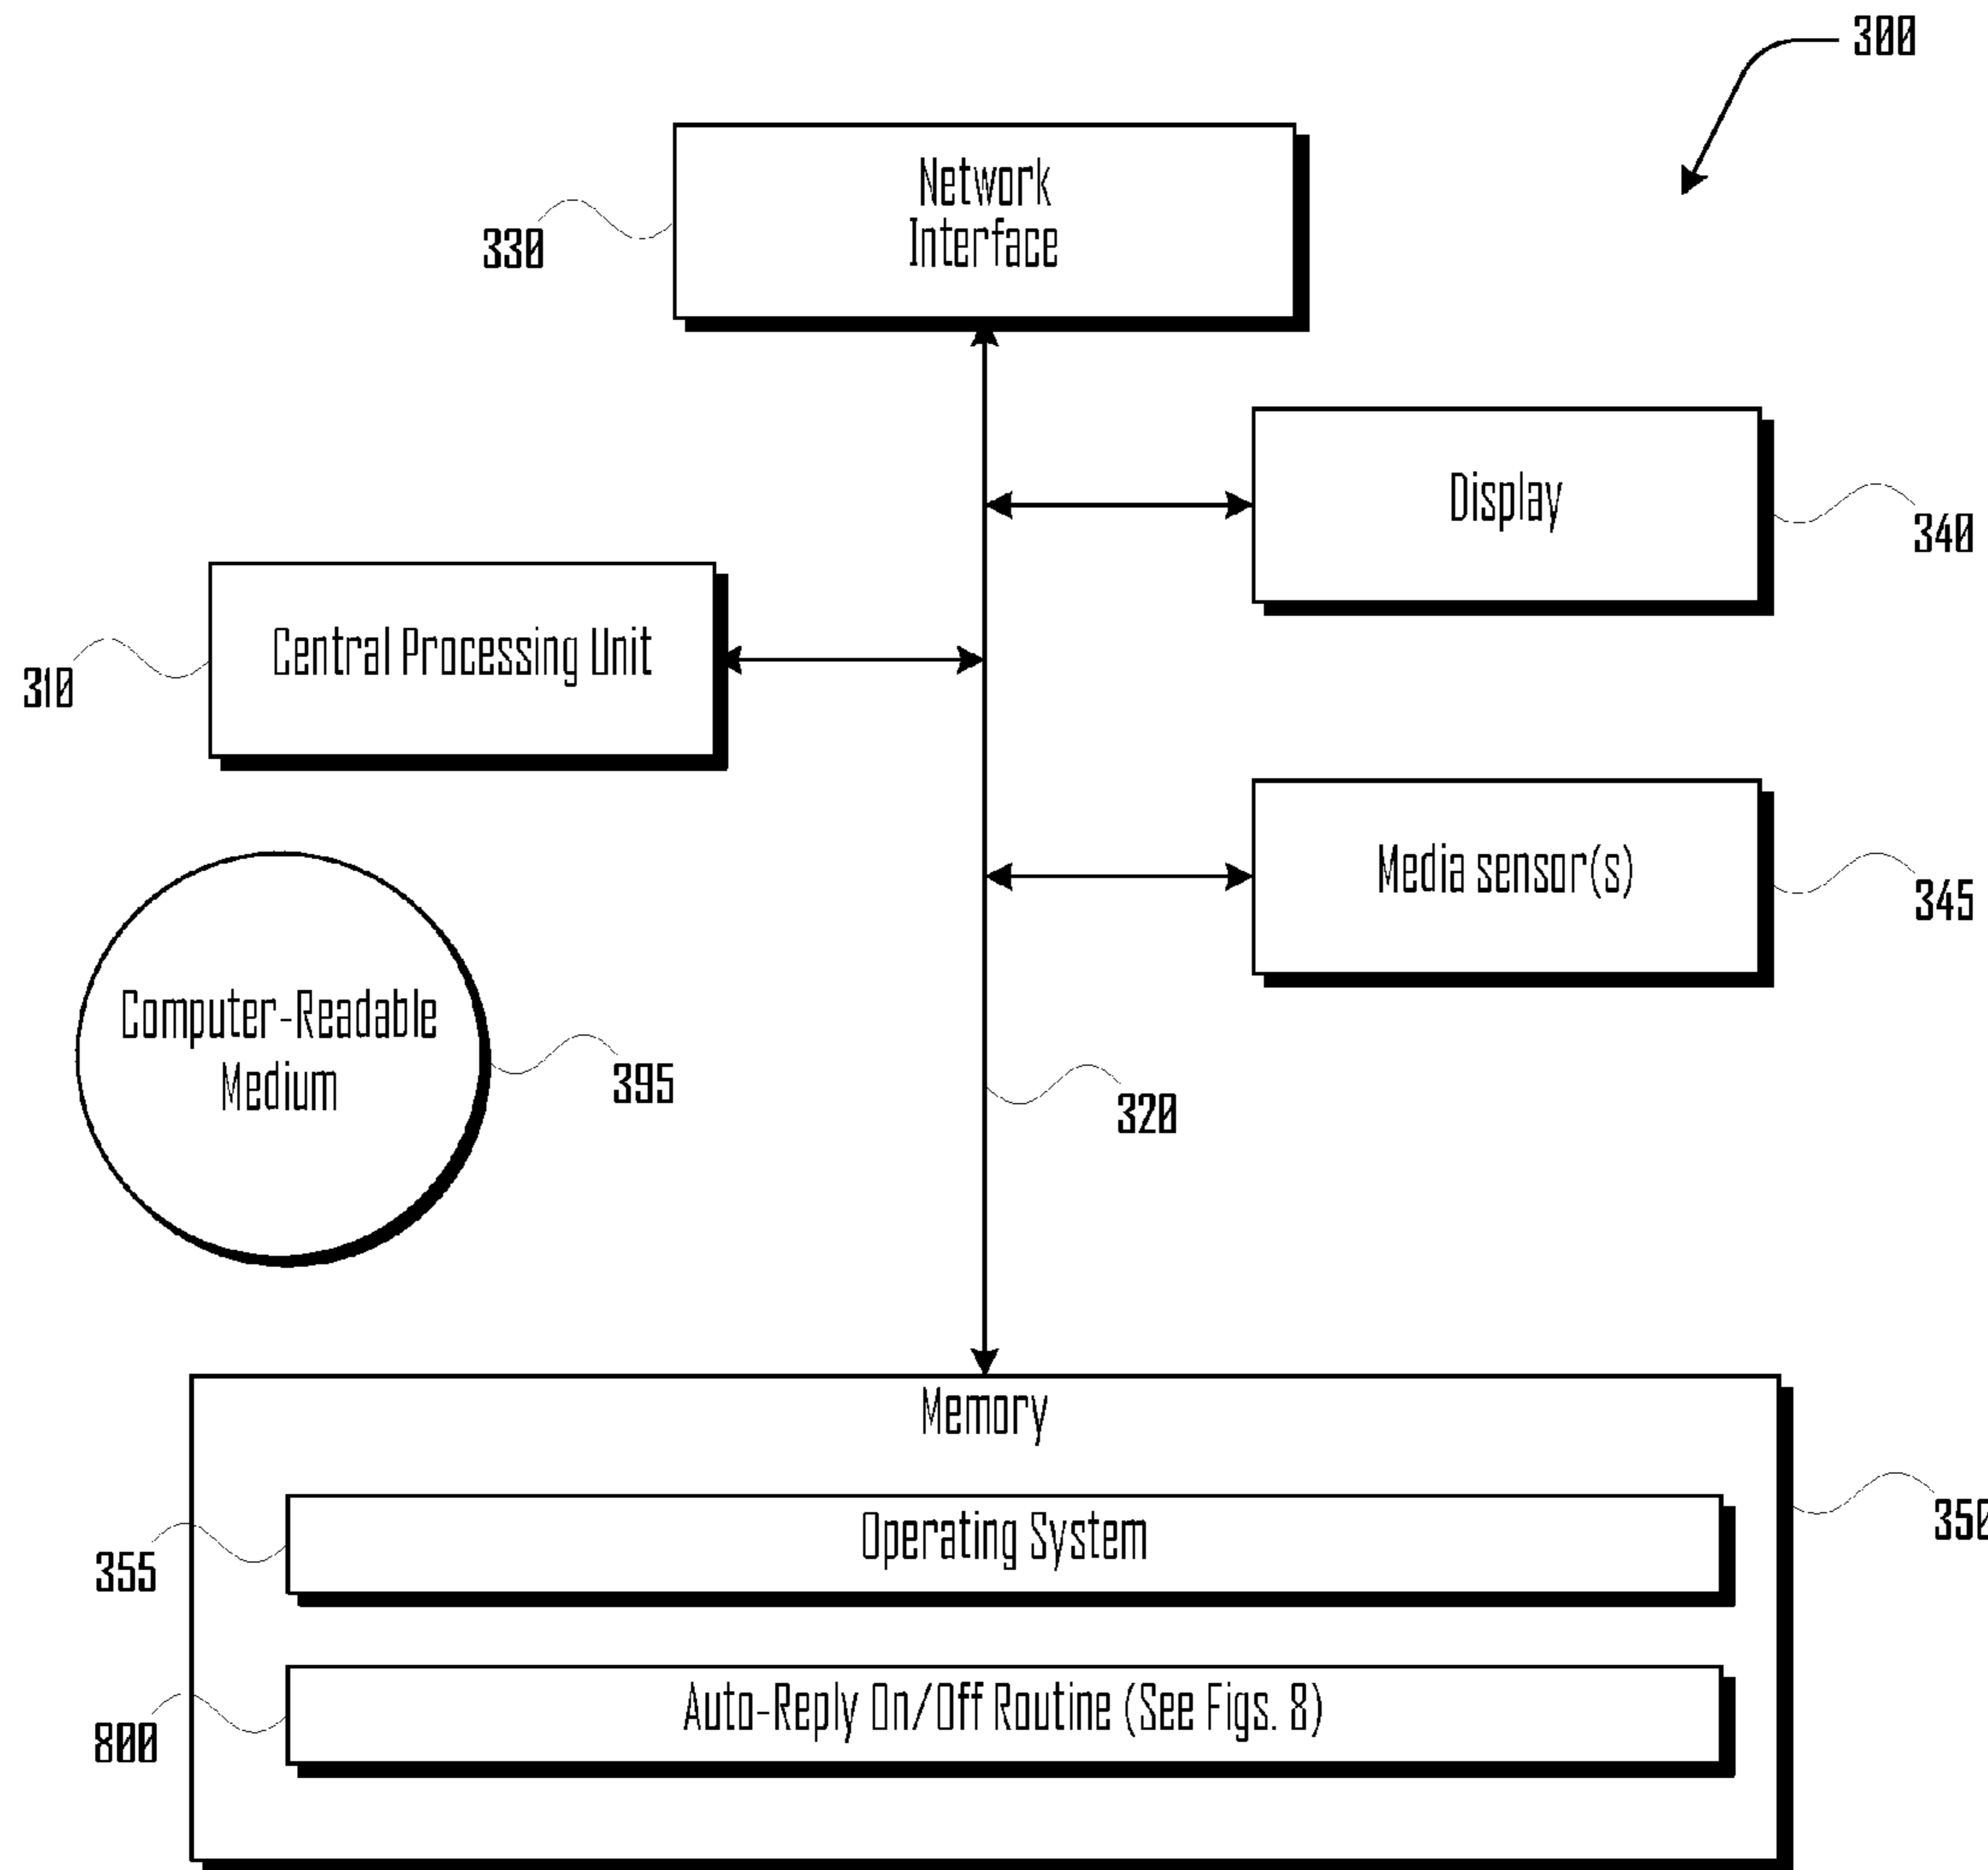 300
Network
Interface
330
Display
340
Central Processing Unit
310
Media sensor(s)
345
Computer-Readable
Medium
395
320
Memory
350
Operating System
355
Auto-Reply On/Off Routine (See Figs. 8)
800